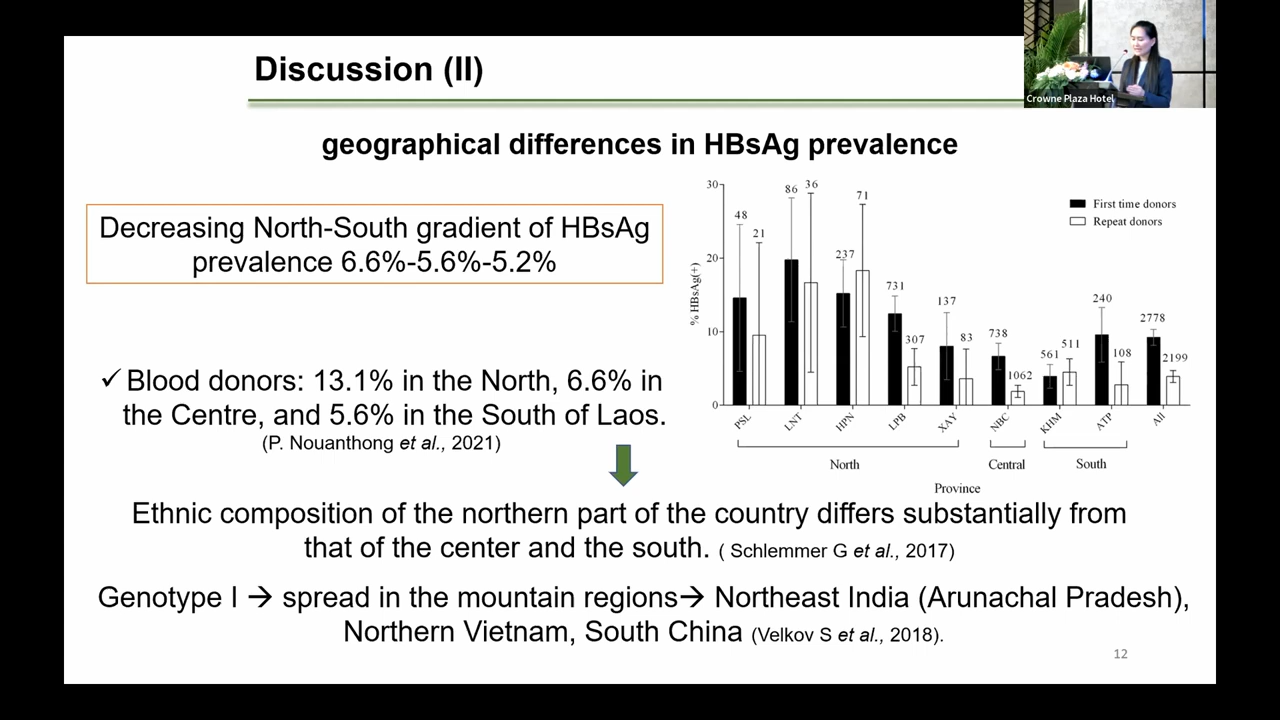 Discussion (II)
Crowne Plaza Hotel
geographical differences in HBsAg prevalence
Decreasing North-South gradient of HBsAg
prevalence 6.6%-5.6%-5.2%
✓ Blood donors: 13.1% in the North, 6.6% in
the Centre, and 5.6% in the South of Laos.
(P. Nouanthong et al., 2021)
% HBsAg(+)
30
20
10
0
48
21
86
36
237
71
731
307
137
83
738
1062
561
511
240
108
2778
2199
First time donors
Repeat donors
PSL
LNT
HPN
LPB
XAY
NBC
KHM
ATP
All
North
Central
South
Province
Ethnic composition of the northern part of the country differs substantially from
that of the center and the south. ( Schlemmer G et al., 2017)
Genotype I → spread in the mountain regions→ Northeast India (Arunachal Pradesh),
Northern Vietnam, South China (Velkov S et al., 2018).
12